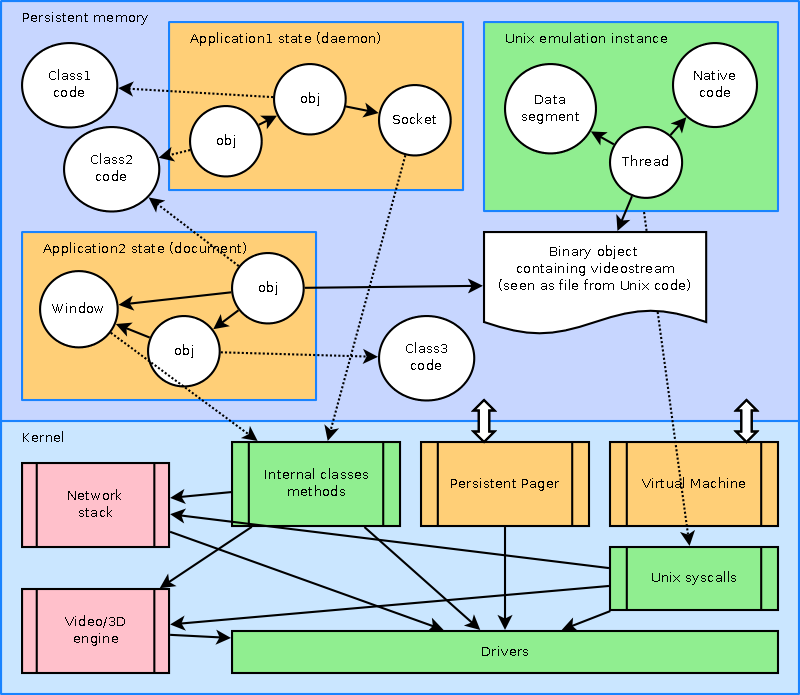 Persistent memory
Application1 state (daemon)
Unix emulation instance
Class1
code
obj
Socket
obj
Class2
code
Data
segment
Native
code
Thread
Application2 state (document)
obj
Window
obj
Binary object
containing videostream
(seen as file from Unix code)
Class3
code
Kernel
Network
stack
Internal classes
methods
Persistent Pager
Virtual Machine
Unix syscalls
Video/3D
engine
Drivers